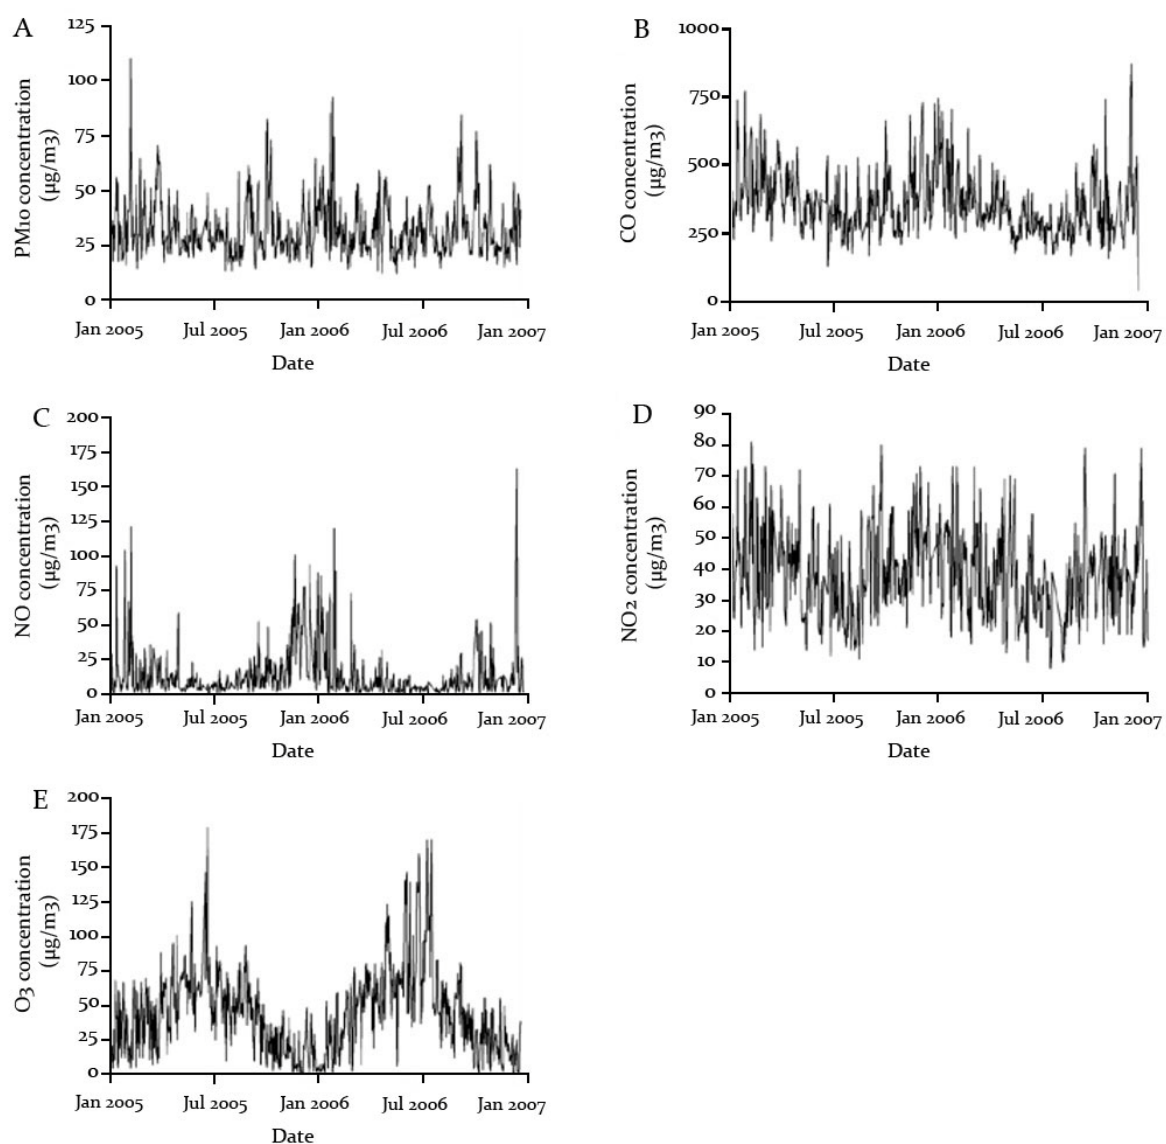 A
PM10 concentration
(µg/m3)
125
100
75
50
25
0
Jan 2005 Jul 2005 Jan 2006 Jul 2006 Jan 2007
Date
B
CO concentration
(µg/m3)
1000
750
500
250
0
Jan 2005 Jul 2005 Jan 2006 Jul 2006 Jan 2007
Date
C
NO concentration
(µg/m3)
200
175
150
125
100
75
50
25
0
Jan 2005 Jul 2005 Jan 2006 Jul 2006 Jan 2007
Date
D
NO2 concentration
(µg/m3)
90
80
70
60
50
40
30
20
10
0
Jan 2005 Jul 2005 Jan 2006 Jul 2006 Jan 2007
Date
E
O3 concentration
(µg/m3)
200
175
150
125
100
75
50
25
0
Jan 2005 Jul 2005 Jan 2006 Jul 2006 Jan 2007
Date